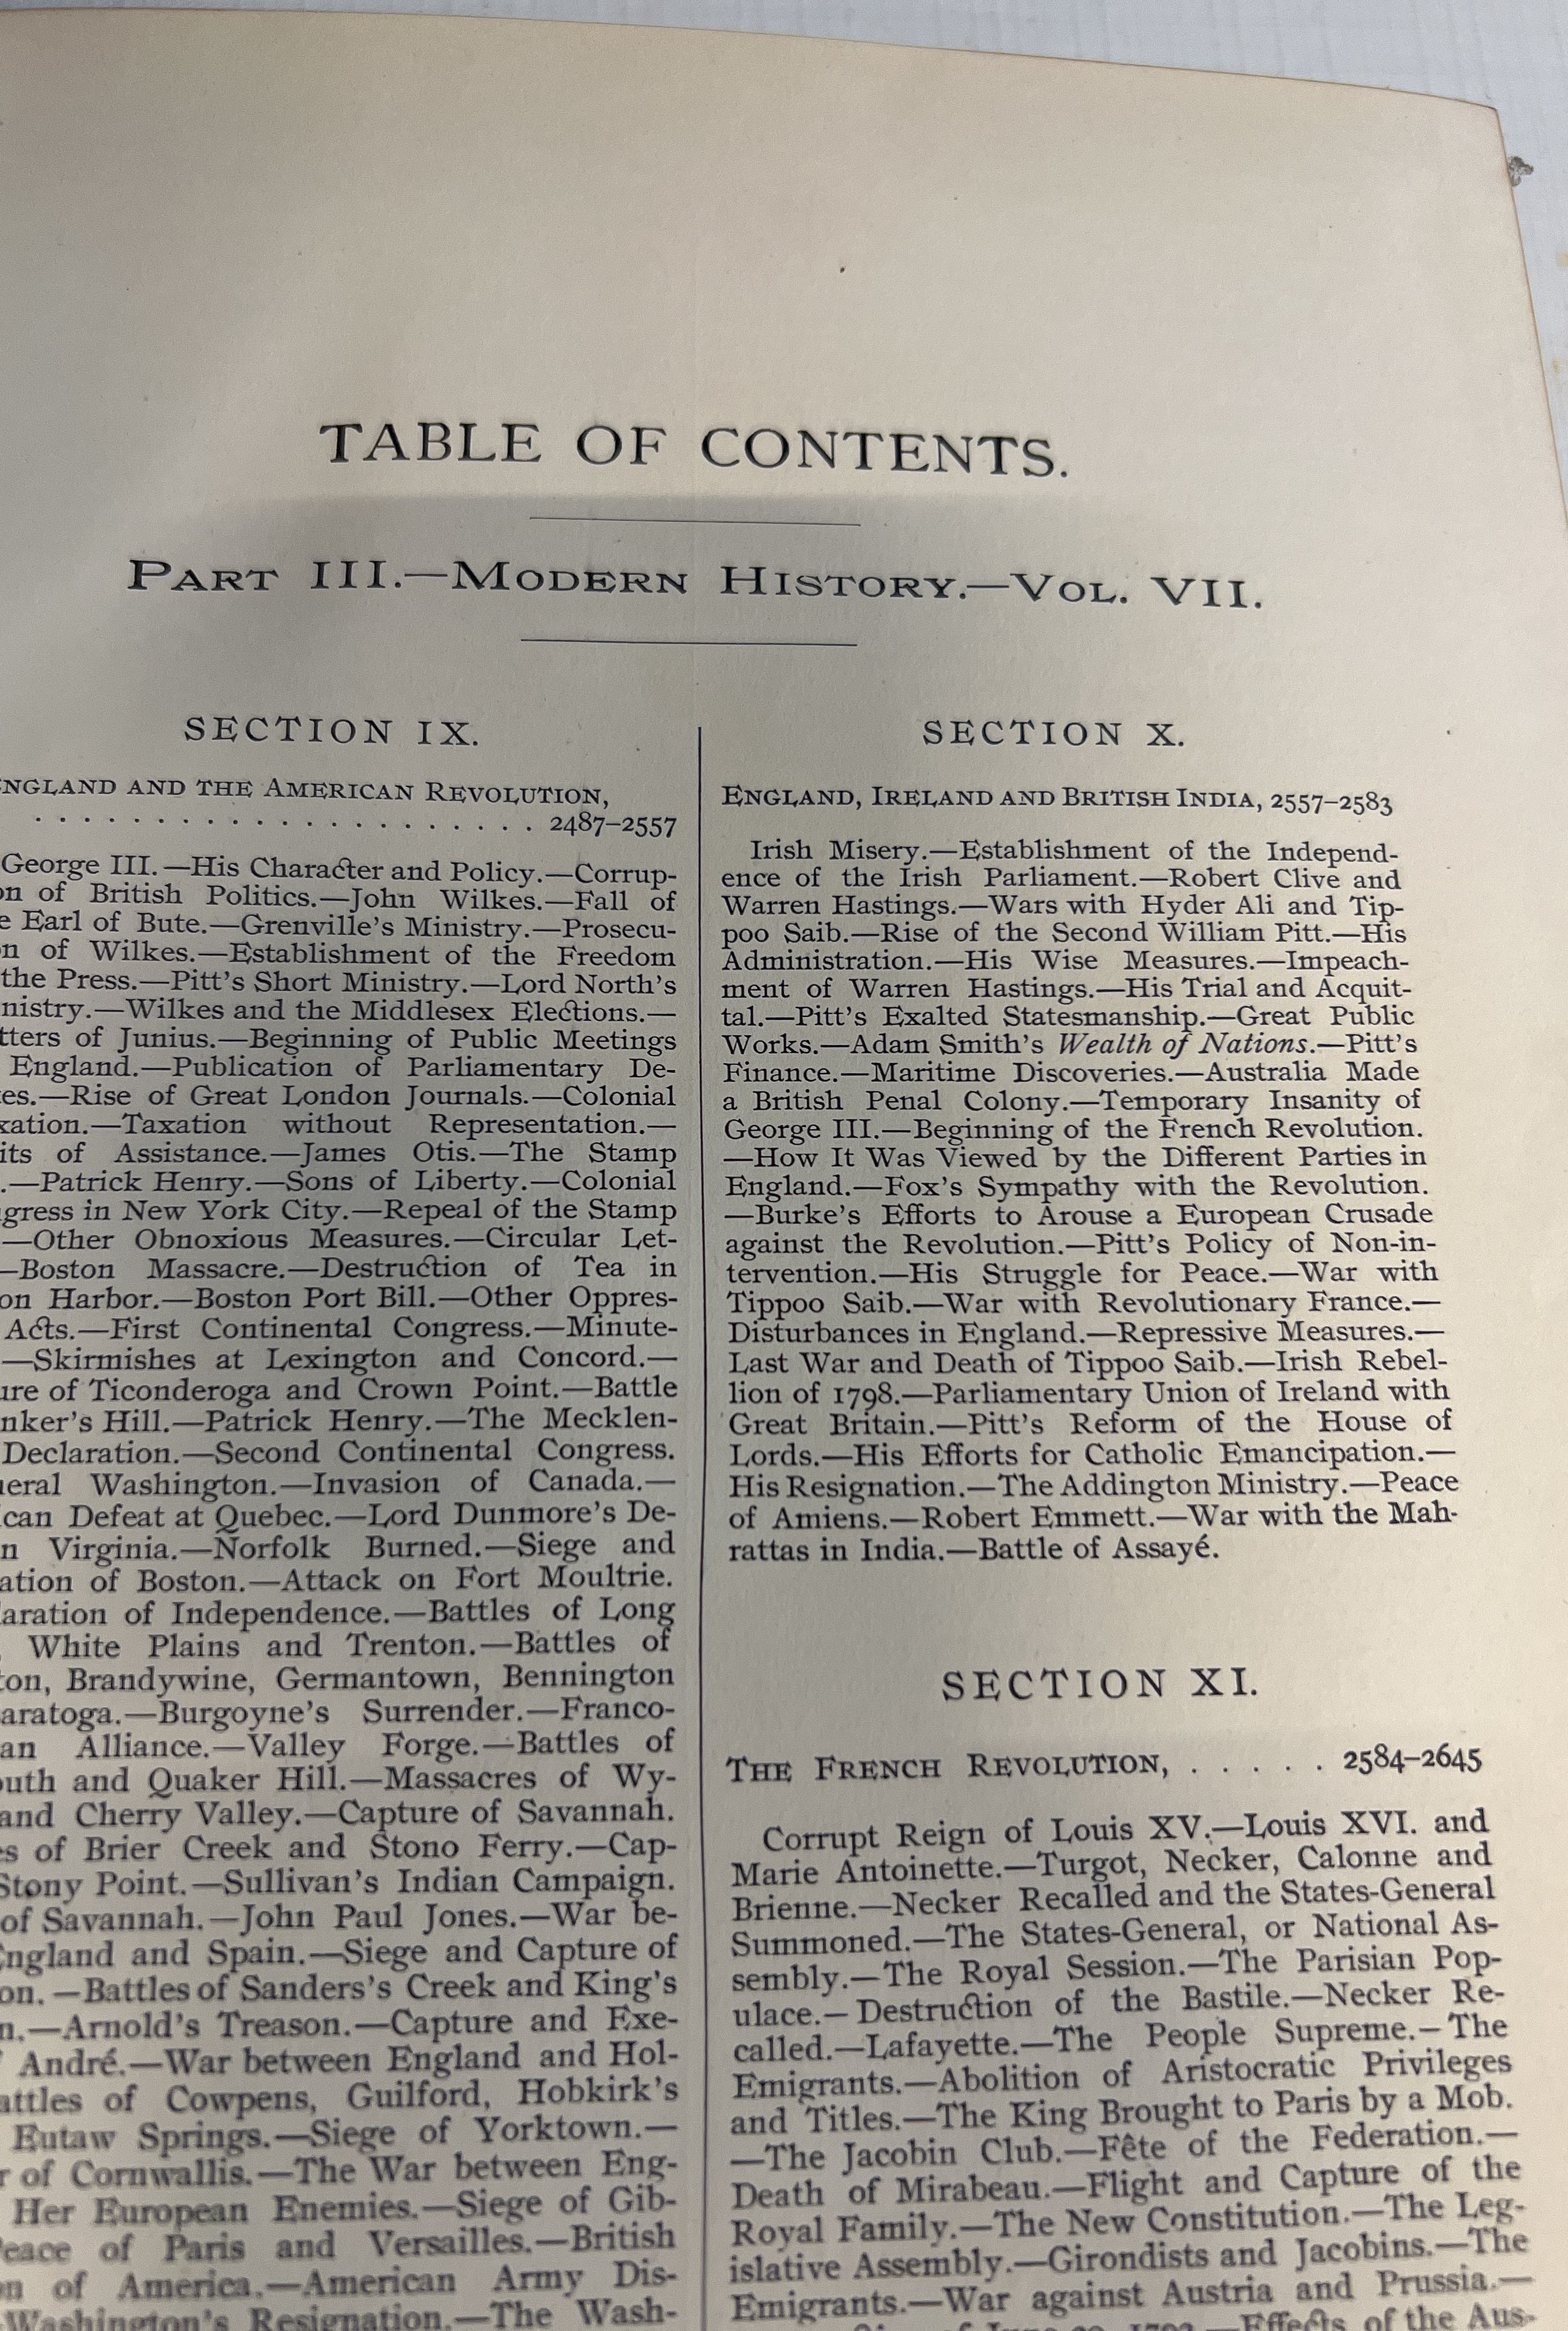 TABLE OF CONTENTS.
PART III.—MODERN HISTORY.—VOL. VII.
SECTION IX.
ENGLAND AND THE AMERICAN REVOLUTION,
. . . . . . . . . . . . . . . . . . . . . . 2487–2557
George III.—His Character and Policy.—Corrup-
of British Politics.—John Wilkes.—Fall of
Earl of Bute.—Grenville's Ministry.—Prosecu-
of Wilkes.—Establishment of the Freedom
the Press.—Pitt's Short Ministry.—Lord North's
nistry.—Wilkes and the Middlesex Elections.—
tters of Junius.—Beginning of Public Meetings
England.—Publication of Parliamentary De-
es.—Rise of Great London Journals.—Colonial
xation.—Taxation without Representation.—
its of Assistance.—James Otis.—The Stamp
.—Patrick Henry.—Sons of Liberty.—Colonial
gress in New York City.—Repeal of the Stamp
—Other Obnoxious Measures.—Circular Let-
—Boston Massacre.—Destruction of Tea in
on Harbor.—Boston Port Bill.—Other Oppres-
Acts.—First Continental Congress.—Minute-
—Skirmishes at Lexington and Concord.—
ure of Ticonderoga and Crown Point.—Battle
nker's Hill.—Patrick Henry.—The Mecklen-
Declaration.—Second Continental Congress.
eral Washington.—Invasion of Canada.—
ican Defeat at Quebec.—Lord Dunmore's De-
n Virginia.—Norfolk Burned.—Siege and
ation of Boston.—Attack on Fort Moultrie.
laration of Independence.—Battles of Long
White Plains and Trenton.—Battles of
ton, Brandywine, Germantown, Bennington
aratoga.—Burgoyne's Surrender.—Franco-
an Alliance.—Valley Forge.—Battles of
outh and Quaker Hill.—Massacres of Wy-
and Cherry Valley.—Capture of Savannah.
es of Brier Creek and Stono Ferry.—Cap-
Stony Point.—Sullivan's Indian Campaign.
of Savannah.—John Paul Jones.—War be-
England and Spain.—Siege and Capture of
on.—Battles of Sanders's Creek and King's
n.—Arnold's Treason.—Capture and Exe-
André.—War between England and Hol-
attles of Cowpens, Guilford, Hobkirk's
Eutaw Springs.—Siege of Yorktown.—
r of Cornwallis.—The War between Eng-
Her European Enemies.—Siege of Gib-
Peace of Paris and Versailles.—British
n of America.—American Army Dis-
Washington's Resignation.—The Wash-
SECTION X.
ENGLAND, IRELAND AND BRITISH INDIA, 2557–2583
Irish Misery.—Establishment of the Independ-
ence of the Irish Parliament.—Robert Clive and
Warren Hastings.—Wars with Hyder Ali and Tip-
poo Saib.—Rise of the Second William Pitt.—His
Administration.—His Wise Measures.—Impeach-
ment of Warren Hastings.—His Trial and Acquit-
tal.—Pitt's Exalted Statesmanship.—Great Public
Works.—Adam Smith's Wealth of Nations.—Pitt's
Finance.—Maritime Discoveries.—Australia Made
a British Penal Colony.—Temporary Insanity of
George III.—Beginning of the French Revolution.
—How It Was Viewed by the Different Parties in
England.—Fox's Sympathy with the Revolution.
—Burke's Efforts to Arouse a European Crusade
against the Revolution.—Pitt's Policy of Non-in-
tervention.—His Struggle for Peace.—War with
Tippoo Saib.—War with Revolutionary France.—
Disturbances in England.—Repressive Measures.—
Last War and Death of Tippoo Saib.—Irish Rebel-
lion of 1798.—Parliamentary Union of Ireland with
Great Britain.—Pitt's Reform of the House of
Lords.—His Efforts for Catholic Emancipation.—
His Resignation.—The Addington Ministry.—Peace
of Amiens.—Robert Emmett.—War with the Mah-
rattas in India.—Battle of Assayé.
SECTION XI.
THE FRENCH REVOLUTION, . . . . . 2584–2645
Corrupt Reign of Louis XV.—Louis XVI. and
Marie Antoinette.—Turgot, Necker, Calonne and
Brienne.—Necker Recalled and the States-General
Summoned.—The States-General, or National As-
sembly.—The Royal Session.—The Parisian Pop-
ulace.—Destruction of the Bastile.—Necker Re-
called.—Lafayette.—The People Supreme.—The
Emigrants.—Abolition of Aristocratic Privileges
and Titles.—The King Brought to Paris by a Mob.
—The Jacobin Club.—Fête of the Federation.—
Death of Mirabeau.—Flight and Capture of the
Royal Family.—The New Constitution.—The Leg-
islative Assembly.—Girondists and Jacobins.—The
Emigrants.—War against Austria and Prussia.—
of June 20, 1792.—Effects of the Aus-